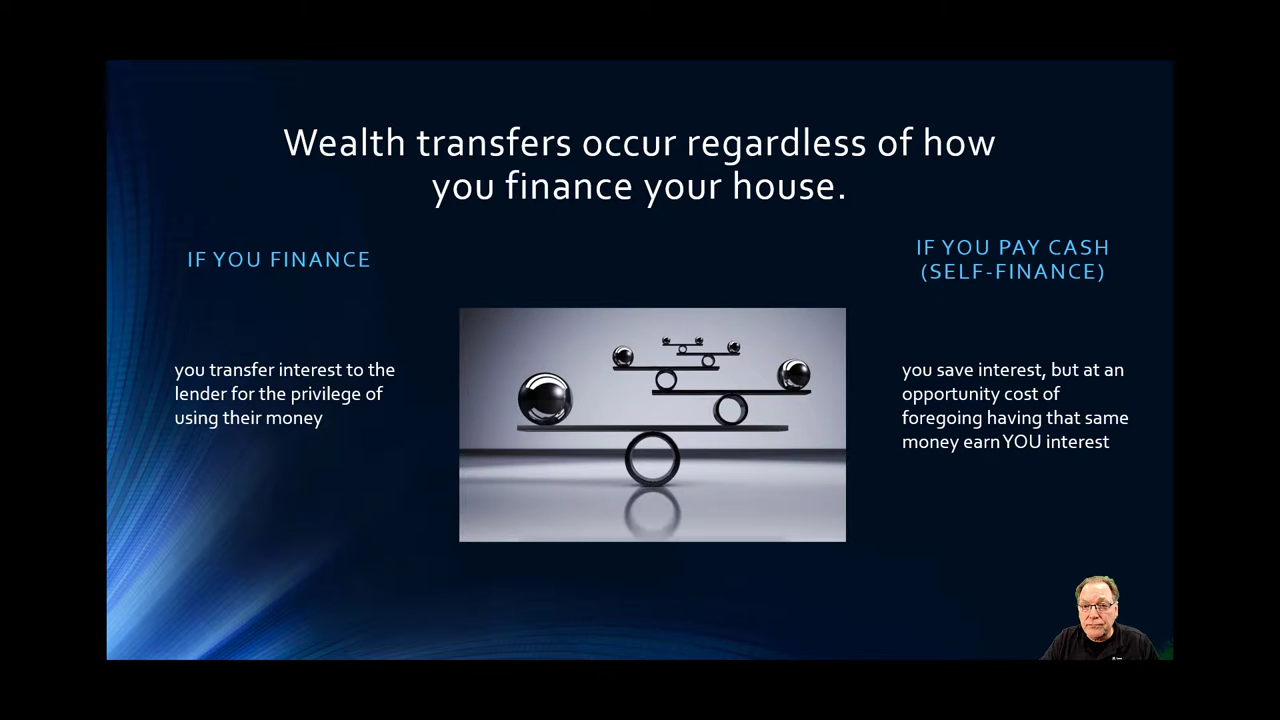 Wealth transfers occur regardless of how
you finance your house.
IF YOU FINANCE
you transfer interest to the
lender for the privilege of
using their money
IF YOU PAY CASH
(SELF-FINANCE)
you save interest, but at an
opportunity cost of
foregoing having that same
money earn YOU interest